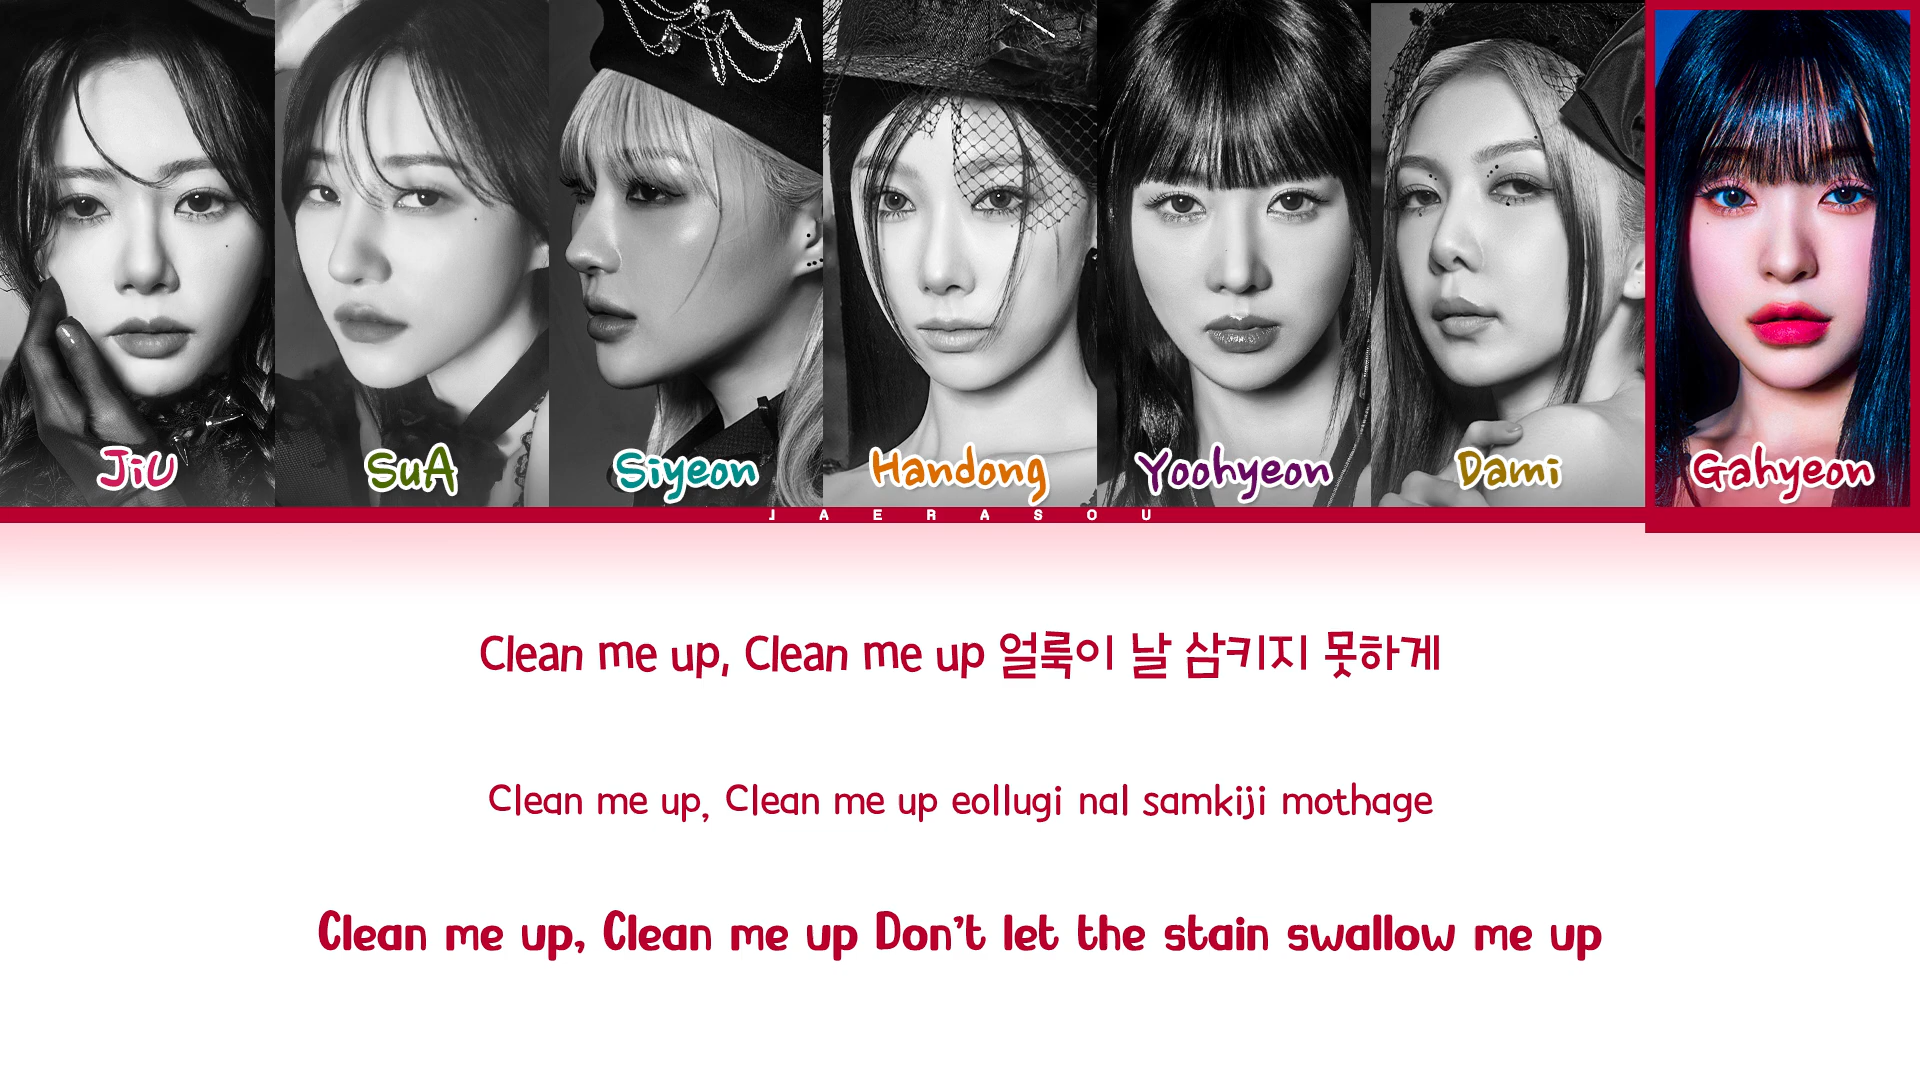 JiU SuA Siyeon Handong Yoohyeon Dami Gahyeon
JAERASOU
Clean me up, Clean me up 얼룩이 날 삼키지 못하게
Clean me up, Clean me up eollugi nal samkiji mothage
Clean me up, Clean me up Don't let the stain swallow me up